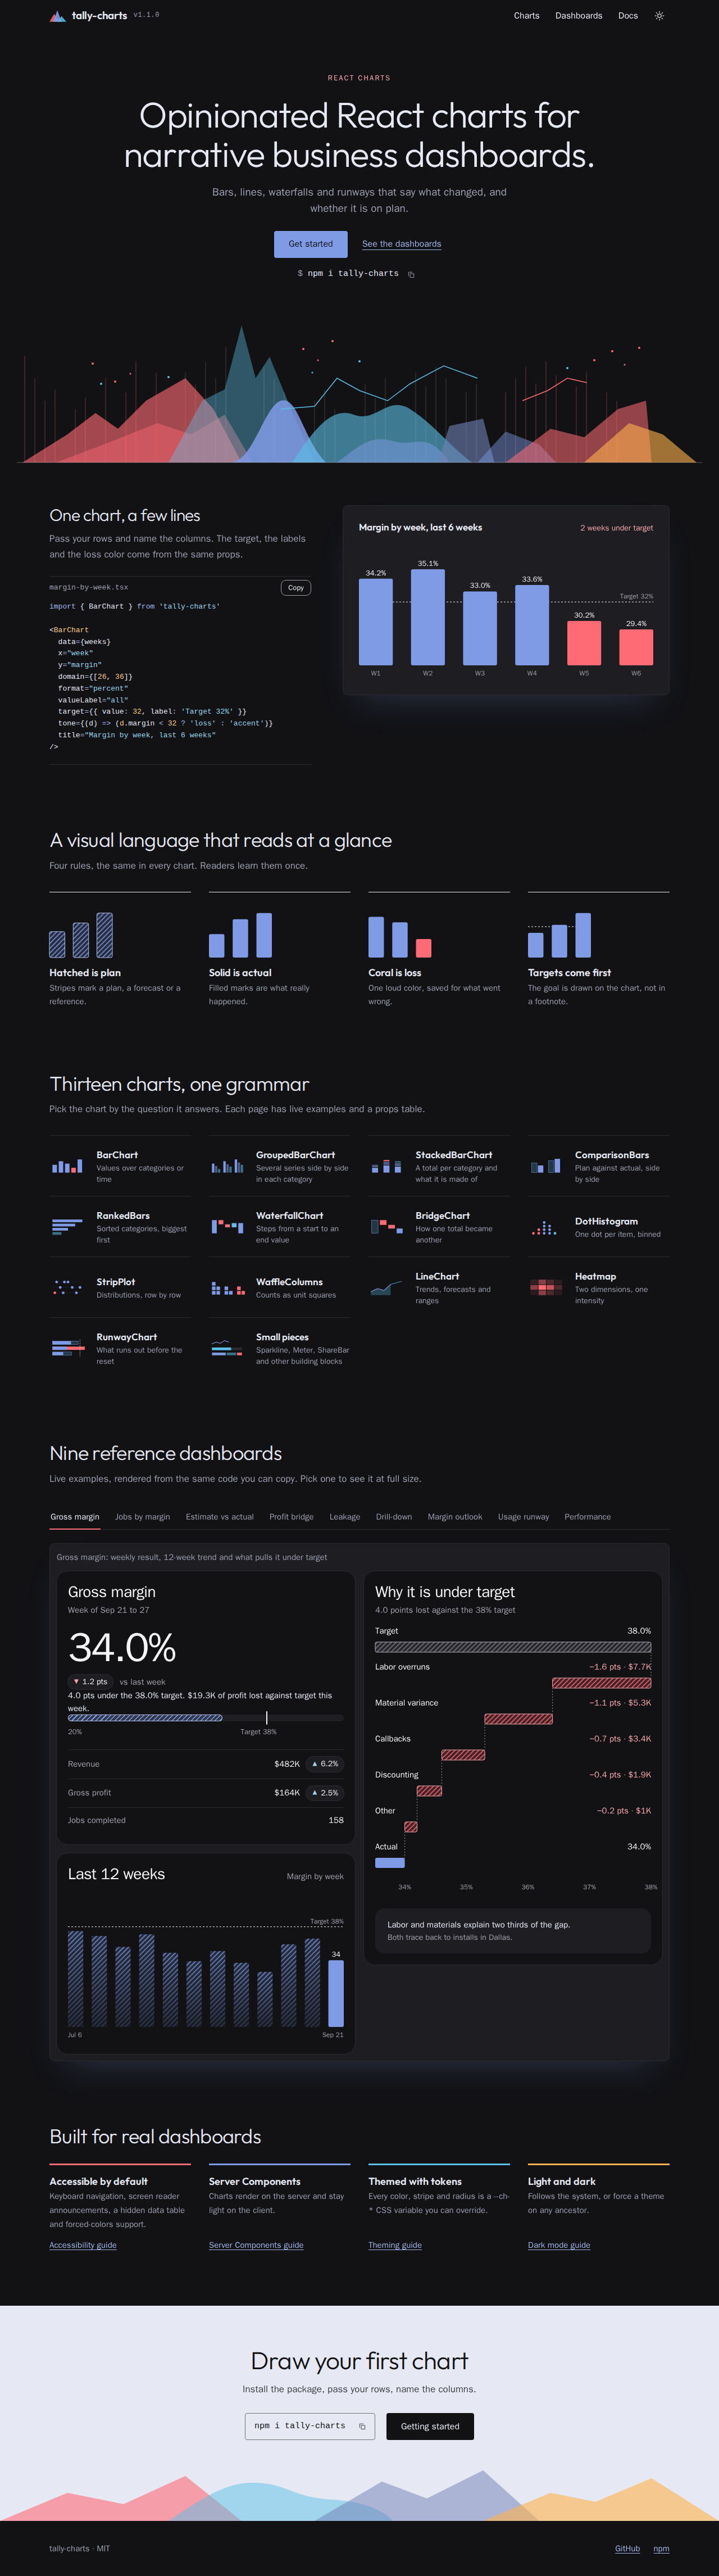 tally-charts v1.1.0
Charts Dashboards Docs
REACT CHARTS
Opinionated React charts for
narrative business dashboards.
Bars, lines, waterfalls and runways that say what changed, and
whether it is on plan.
Get started See the dashboards
$ npm i tally-charts
One chart, a few lines
Pass your rows and name the columns. The target, the labels
and the loss color come from the same props.
margin-by-week.tsx Copy
import { BarChart } from 'tally-charts'
<BarChart
data={weeks}
x="week"
y="margin"
domain={[26, 36]}
format="percent"
valueLabel="all"
target={{ value: 32, label: 'Target 32%' }}
tone={(d) => (d.margin < 32 ? 'loss' : 'accent')}
title="Margin by week, last 6 weeks"
/>
Margin by week, last 6 weeks 2 weeks under target
34.2% 35.1% 33.0% 33.6% 30.2% 29.4%
Target 32%
W1 W2 W3 W4 W5 W6
A visual language that reads at a glance
Four rules, the same in every chart. Readers learn them once.
Hatched is plan
Stripes mark a plan, a forecast or a
reference.
Solid is actual
Filled marks are what really
happened.
Coral is loss
One loud color, saved for what went
wrong.
Targets come first
The goal is drawn on the chart, not in
a footnote.
Thirteen charts, one grammar
Pick the chart by the question it answers. Each page has live examples and a props table.
BarChart
Values over categories or
time
GroupedBarChart
Several series side by side
in each category
StackedBarChart
A total per category and
what it is made of
ComparisonBars
Plan against actual, side
by side
RankedBars
Sorted categories, biggest
first
WaterfallChart
Steps from a start to an
end value
BridgeChart
How one total became
another
DotHistogram
One dot per item, binned
StripPlot
Distributions, row by row
WaffleColumns
Counts as unit squares
LineChart
Trends, forecasts and
ranges
Heatmap
Two dimensions, one
intensity
RunwayChart
What runs out before the
reset
Small pieces
Sparkline, Meter, ShareBar
and other building blocks
Nine reference dashboards
Live examples, rendered from the same code you can copy. Pick one to see it at full size.
Gross margin Jobs by margin Estimate vs actual Profit bridge Leakage Drill-down Margin outlook Usage runway Performance
Gross margin: weekly result, 12-week trend and what pulls it under target
Gross margin
Week of Sep 21 to 27
34.0%
▼ 1.2 pts vs last week
4.0 pts under the 38.0% target. $19.3K of profit lost against target this
week.
20% Target 38%
Revenue $482K ▲ 6.2%
Gross profit $164K ▲ 2.5%
Jobs completed 158
Last 12 weeks Margin by week
Target 38%
34
Jul 6 Sep 21
Why it is under target
4.0 points lost against the 38% target
Target 38.0%
Labor overruns −1.6 pts · $7.7K
Material variance −1.1 pts · $5.3K
Callbacks −0.7 pts · $3.4K
Discounting −0.4 pts · $1.9K
Other −0.2 pts · $1K
Actual 34.0%
34% 35% 36% 37% 38%
Labor and materials explain two thirds of the gap.
Both trace back to installs in Dallas.
Built for real dashboards
Accessible by default
Keyboard navigation, screen reader
announcements, a hidden data table
and forced-colors support.
Accessibility guide
Server Components
Charts render on the server and stay
light on the client.
Server Components guide
Themed with tokens
Every color, stripe and radius is a --ch-
* CSS variable you can override.
Theming guide
Light and dark
Follows the system, or force a theme
on any ancestor.
Dark mode guide
Draw your first chart
Install the package, pass your rows, name the columns.
npm i tally-charts Getting started
tally-charts · MIT GitHub npm